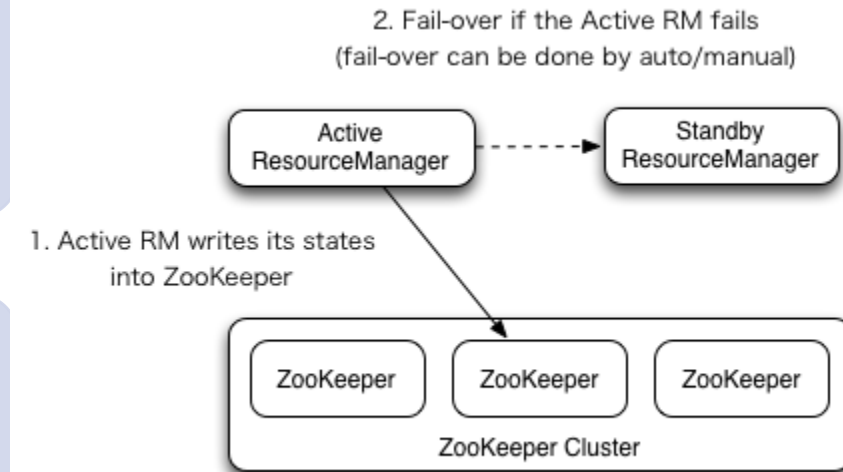 2. Fail-over if the Active RM fails
(fail-over can be done by auto/manual)
Active
ResourceManager
Standby
ResourceManager
1. Active RM writes its states
into ZooKeeper
ZooKeeper
ZooKeeper
ZooKeeper
ZooKeeper Cluster